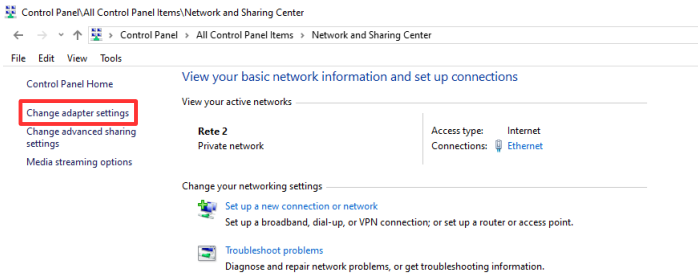 Control Panel\All Control Panel Items\Network and Sharing Center
Control Panel > All Control Panel Items > Network and Sharing Center
File Edit View Tools
Control Panel Home
Change adapter settings
Change advanced sharing
settings
Media streaming options
View your basic network information and set up connections
View your active networks
Rete 2
Private network
Access type: Internet
Connections: Ethernet
Change your networking settings
Set up a new connection or network
Set up a broadband, dial-up, or VPN connection; or set up a router or access point.
Troubleshoot problems
Diagnose and repair network problems, or get troubleshooting information.